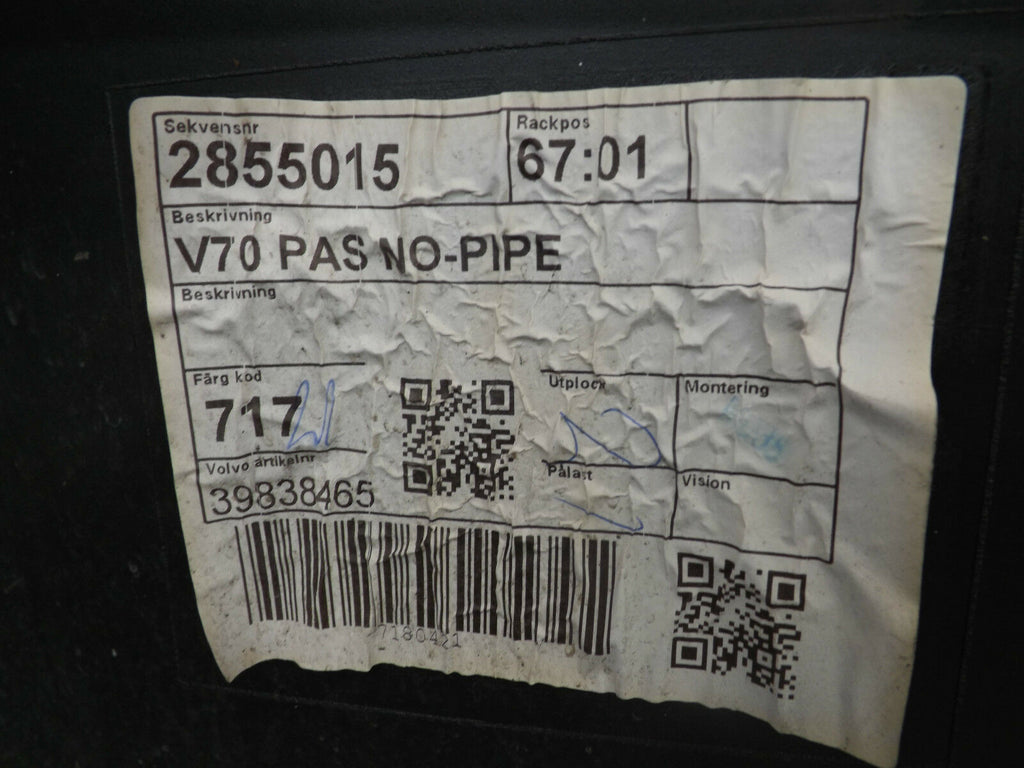 Sekvensnr
2855015
Rackpos
67:01
Beskrivning
V70 PAS NO-PIPE
Beskrivning
Färg kod
717
Utplock
Montering
Volvo artikelnr
39838465
Pålast
Vision
7180421